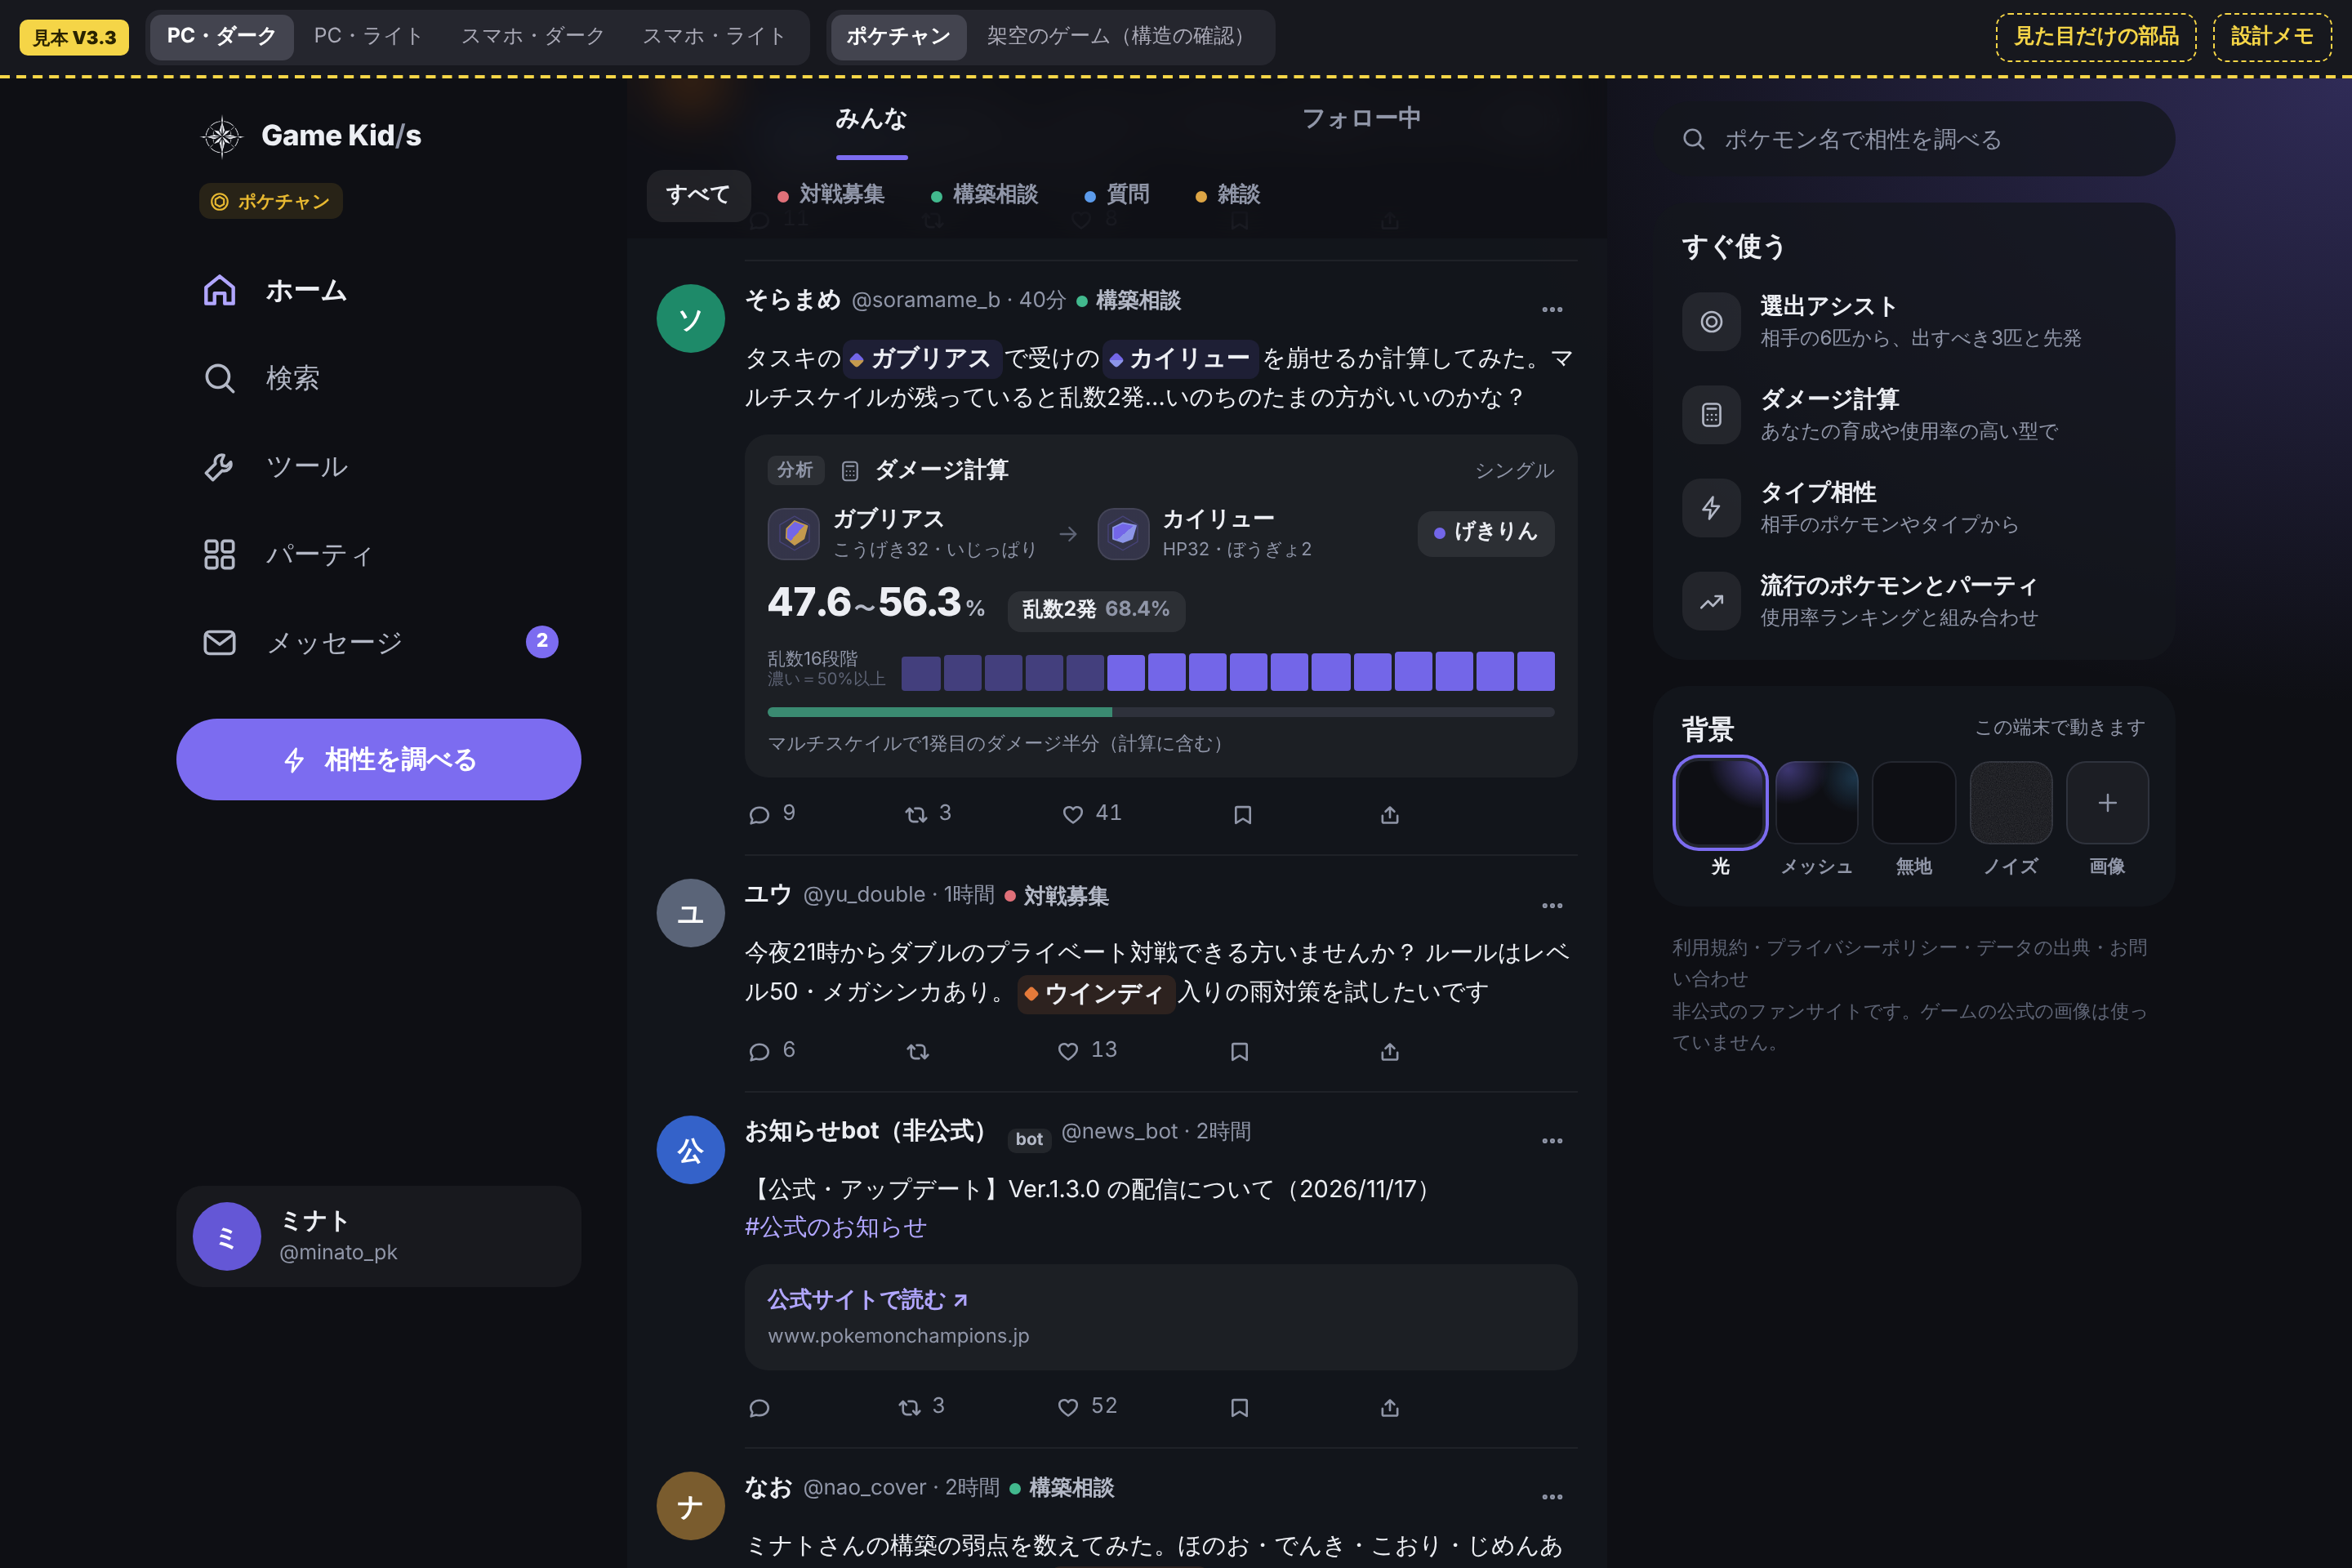 見本 V3.3
PC・ダーク
PC・ライト
スマホ・ダーク
スマホ・ライト
ポケチャン
架空のゲーム（構造の確認）
見た目だけの部品
設計メモ
Game Kid/s
ポケチャン
ホーム
検索
ツール
パーティ
メッセージ
2
相性を調べる
ミ
ミナト
@minato_pk
みんな
フォロー中
すべて
対戦募集
構築相談
質問
雑談
11
8
ソ
そらまめ @soramame_b · 40分 構築相談
タスキの ガブリアス で受けの カイリュー を崩せるか計算してみた。マ
ルチスケイルが残っていると乱数2発…いのちのたまの方がいいのかな？
分析 ダメージ計算
シングル
ガブリアス
こうげき32・いじっぱり
カイリュー
HP32・ぼうぎょ2
げきりん
47.6～56.3%
乱数2発 68.4%
乱数16段階
濃い＝50%以上
マルチスケイルで1発目のダメージ半分（計算に含む）
9
3
41
ユ
ユウ @yu_double · 1時間 対戦募集
今夜21時からダブルのプライベート対戦できる方いませんか？ ルールはレベ
ル50・メガシンカあり。 ウインディ 入りの雨対策を試したいです
6
13
公
お知らせbot（非公式） bot @news_bot · 2時間
【公式・アップデート】Ver.1.3.0 の配信について（2026/11/17）
#公式のお知らせ
公式サイトで読む
www.pokemonchampions.jp
3
52
ナ
なお @nao_cover · 2時間 構築相談
ミナトさんの構築の弱点を数えてみた。ほのお・でんき・こおり・じめんあ
ポケモン名で相性を調べる
すぐ使う
選出アシスト
相手の6匹から、出すべき3匹と先発
ダメージ計算
あなたの育成や使用率の高い型で
タイプ相性
相手のポケモンやタイプから
流行のポケモンとパーティ
使用率ランキングと組み合わせ
背景
この端末で動きます
光
メッシュ
無地
ノイズ
画像
利用規約・プライバシーポリシー・データの出典・お問
い合わせ
非公式のファンサイトです。ゲームの公式の画像は使っ
ていません。